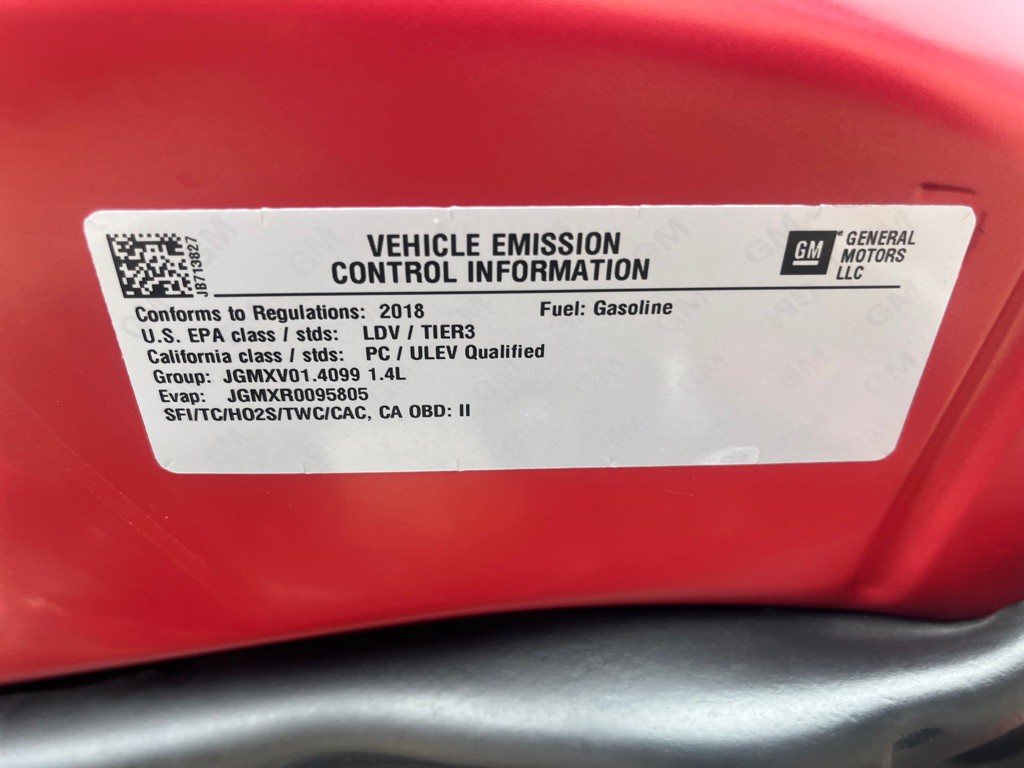 JB713827
VEHICLE EMISSION
CONTROL INFORMATION
GM
GENERAL
MOTORS
LLC
Conforms to Regulations: 2018 Fuel: Gasoline
U.S. EPA class / stds: LDV / TIER3
California class / stds: PC / ULEV Qualified
Group: JGMXV01.4099 1.4L
Evap: JGMXR0095805
SFI/TC/HO2S/TWC/CAC, CA OBD: II